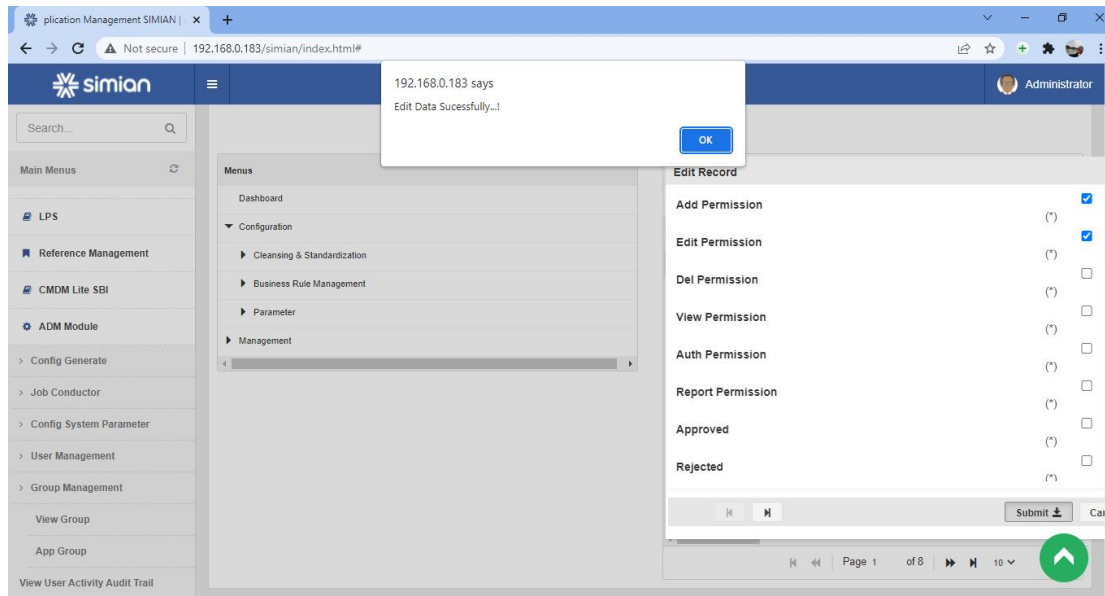 plication Management SIMIAN |
Not secure | 192.168.0.183/simian/index.html#
simian
Administrator
192.168.0.183 says
Edit Data Sucessfully...!
OK
Search...
Main Menus
LPS
Reference Management
CMDM Lite SBI
ADM Module
> Config Generate
> Job Conductor
> Config System Parameter
> User Management
> Group Management
View Group
App Group
View User Activity Audit Trail
Menus
Dashboard
Configuration
Cleansing & Standardization
Business Rule Management
Parameter
Management
Edit Record
Add Permission
(*)
Edit Permission
(*)
Del Permission
(*)
View Permission
(*)
Auth Permission
(*)
Report Permission
(*)
Approved
(*)
Rejected
(*)
Submit Car
Page 1 of 8 10